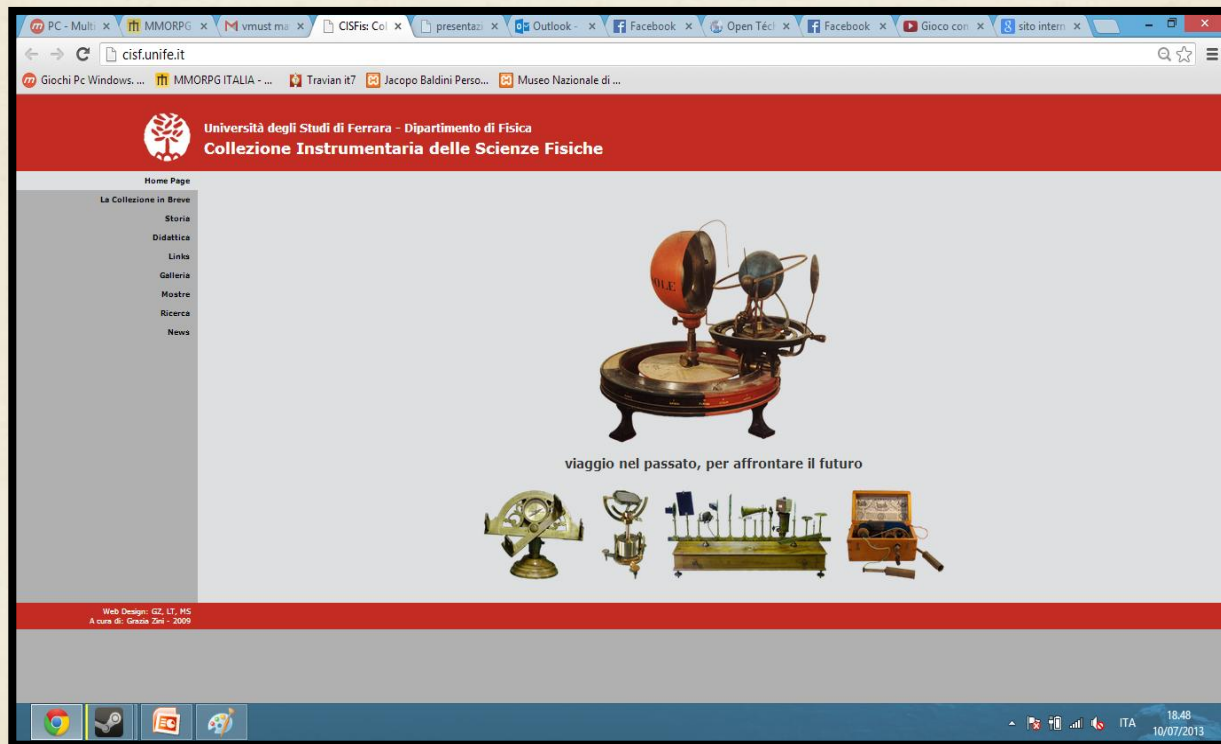 PC - Multi
MMORPG
vmust ma
CISFis: Col
presentazi
Outlook -
Facebook
Open Téch
Facebook
Gioco con
sito intern
cisf.unife.it
Giochi Pc Windows. ...
MMORPG ITALIA - ...
Travian it7
Jacopo Baldini Perso...
Museo Nazionale di ...
Università degli Studi di Ferrara - Dipartimento di Fisica
Collezione Instrumentaria delle Scienze Fisiche
Home Page
La Collezione in Breve
Storia
Didattica
Links
Galleria
Mostre
Ricerca
News
OLE
viaggio nel passato, per affrontare il futuro
Web Design: GZ, LT, MS
A cura di: Grazia Zini - 2009
ITA
18.48
10/07/2013